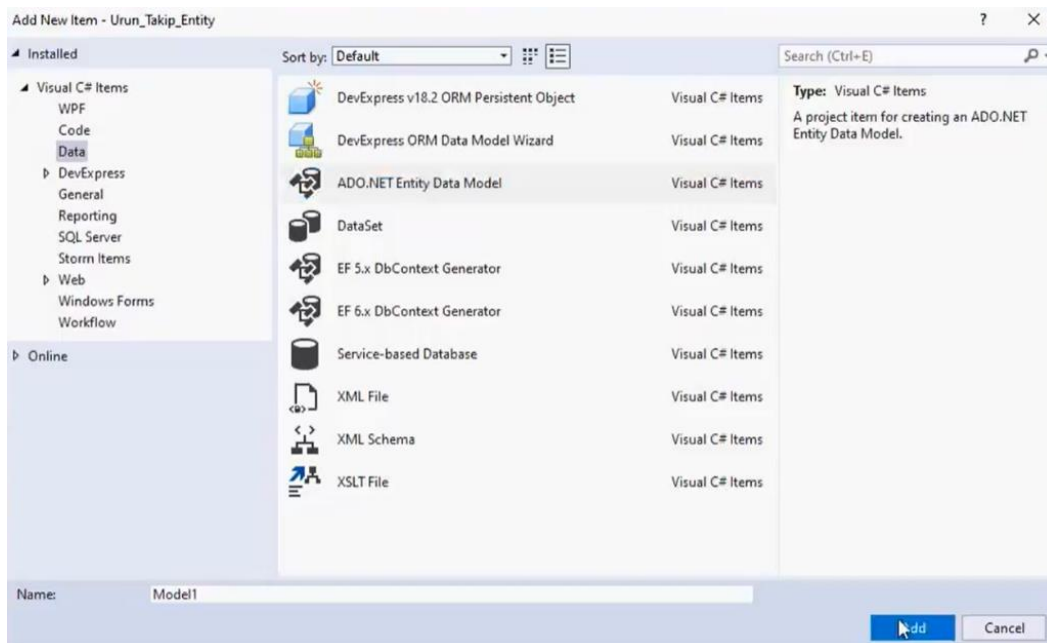 Add New Item - Urun_Takip_Entity
?
Installed
Sort by: Default
Search (Ctrl+E)
Visual C# Items
WPF
Code
Data
DevExpress
General
Reporting
SQL Server
Storm Items
Web
Windows Forms
Workflow
Online
DevExpress v18.2 ORM Persistent Object Visual C# Items
DevExpress ORM Data Model Wizard Visual C# Items
ADO.NET Entity Data Model Visual C# Items
DataSet Visual C# Items
EF 5.x DbContext Generator Visual C# Items
EF 6.x DbContext Generator Visual C# Items
Service-based Database Visual C# Items
XML File Visual C# Items
XML Schema Visual C# Items
XSLT File Visual C# Items
Type: Visual C# Items
A project item for creating an ADO.NET
Entity Data Model.
Name: Model1
Add Cancel